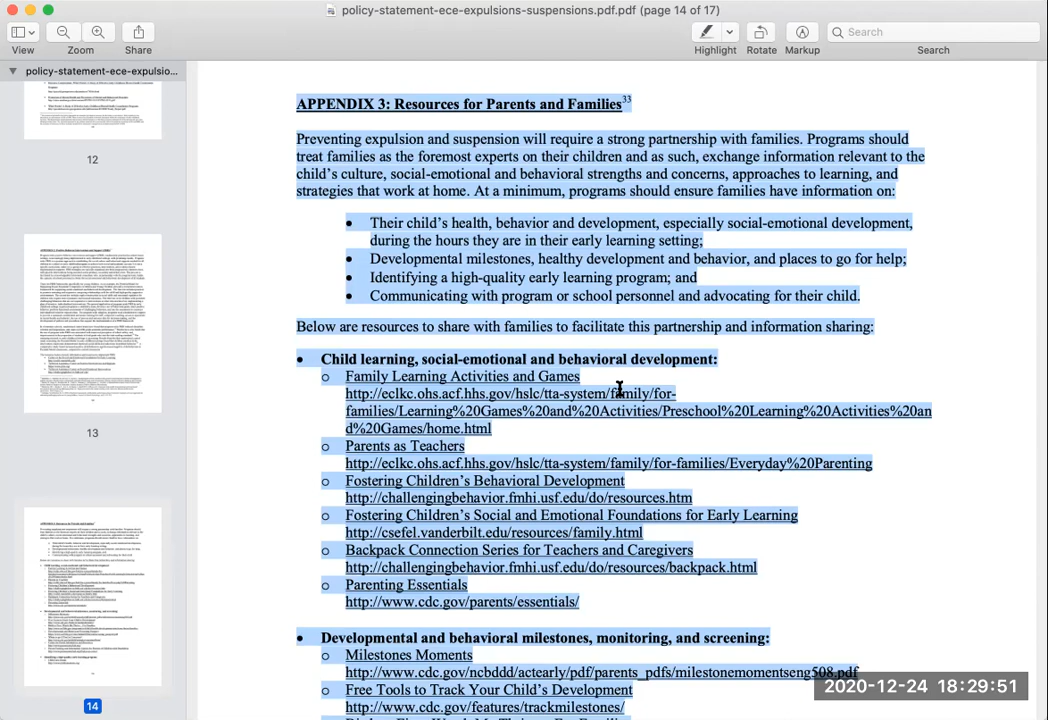 policy-statement-ece-expulsions-suspensions.pdf.pdf (page 14 of 17)
View
Zoom
Share
Highlight
Rotate
Markup
Search
Search
policy-statement-ece-expulsio...
12
13
14
APPENDIX 3: Resources for Parents and Families33
Preventing expulsion and suspension will require a strong partnership with families. Programs should
treat families as the foremost experts on their children and as such, exchange information relevant to the
child's culture, social-emotional and behavioral strengths and concerns, approaches to learning, and
strategies that work at home. At a minimum, programs should ensure families have information on:
• Their child's health, behavior and development, especially social-emotional development,
during the hours they are in their early learning setting;
• Developmental milestones, healthy development and behavior, and places to go for help;
• Identifying a high-quality early learning program; and
• Communicating with program or school personnel and advocating for their child.
Below are resources to share with families to facilitate this partnership and information sharing:
• Child learning, social-emotional and behavioral development:
o Family Learning Activities and Games
http://eclkc.ohs.acf.hhs.gov/hslc/tta-system/family/for-
families/Learning%20Games%20and%20Activities/Preschool%20Learning%20Activities%20an
d%20Games/home.html
o Parents as Teachers
http://eclkc.ohs.acf.hhs.gov/hslc/tta-system/family/for-families/Everyday%20Parenting
o Fostering Children's Behavioral Development
http://challengingbehavior.fmhi.usf.edu/do/resources.htm
o Fostering Children's Social and Emotional Foundations for Early Learning
http://csefel.vanderbilt.edu/resources/family.html
o Backpack Connection Series for Teachers and Caregivers
http://challengingbehavior.fmhi.usf.edu/do/resources/backpack.html
o Parenting Essentials
http://www.cdc.gov/parents/essentials/
• Developmental and behavioral milestones, monitoring, and screening:
o Milestones Moments
http://www.cdc.gov/ncbddd/actearly/pdf/parents_pdfs/milestonemomentseng508.pdf
o Free Tools to Track Your Child's Development
http://www.cdc.gov/features/trackmilestones/
2020-12-24 18:29:51